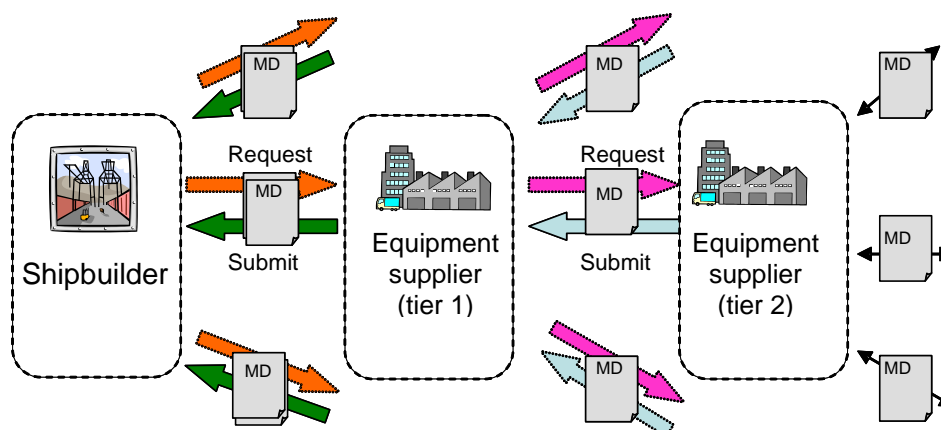 MD
MD
MD
Request
MD
Submit
Request
MD
Submit
MD
Shipbuilder
Equipment
supplier
(tier 1)
Equipment
supplier
(tier 2)
MD
MD
MD